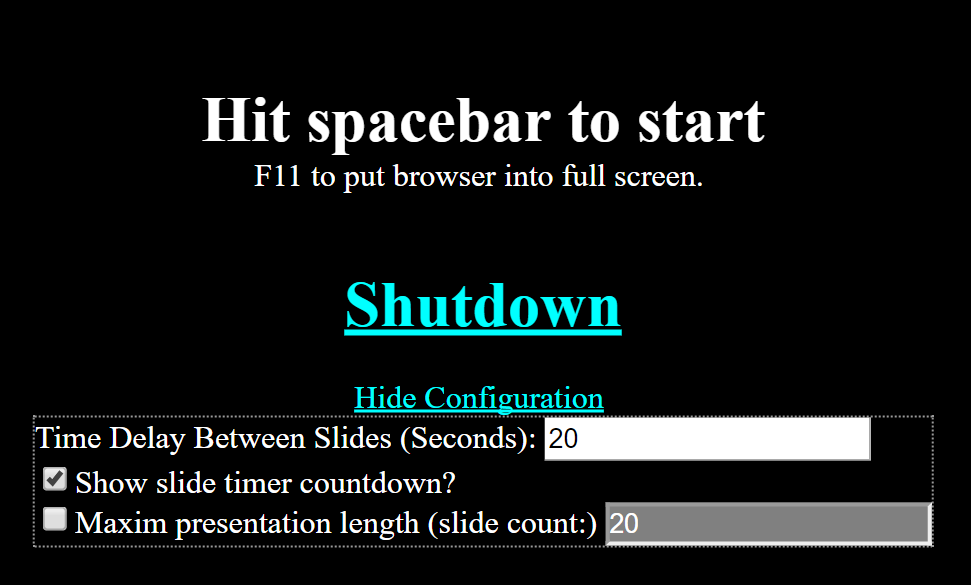 Hit spacebar to start
F11 to put browser into full screen.
Shutdown
Hide Configuration
Time Delay Between Slides (Seconds): 20
Show slide timer countdown?
Maxim presentation length (slide count:) 20